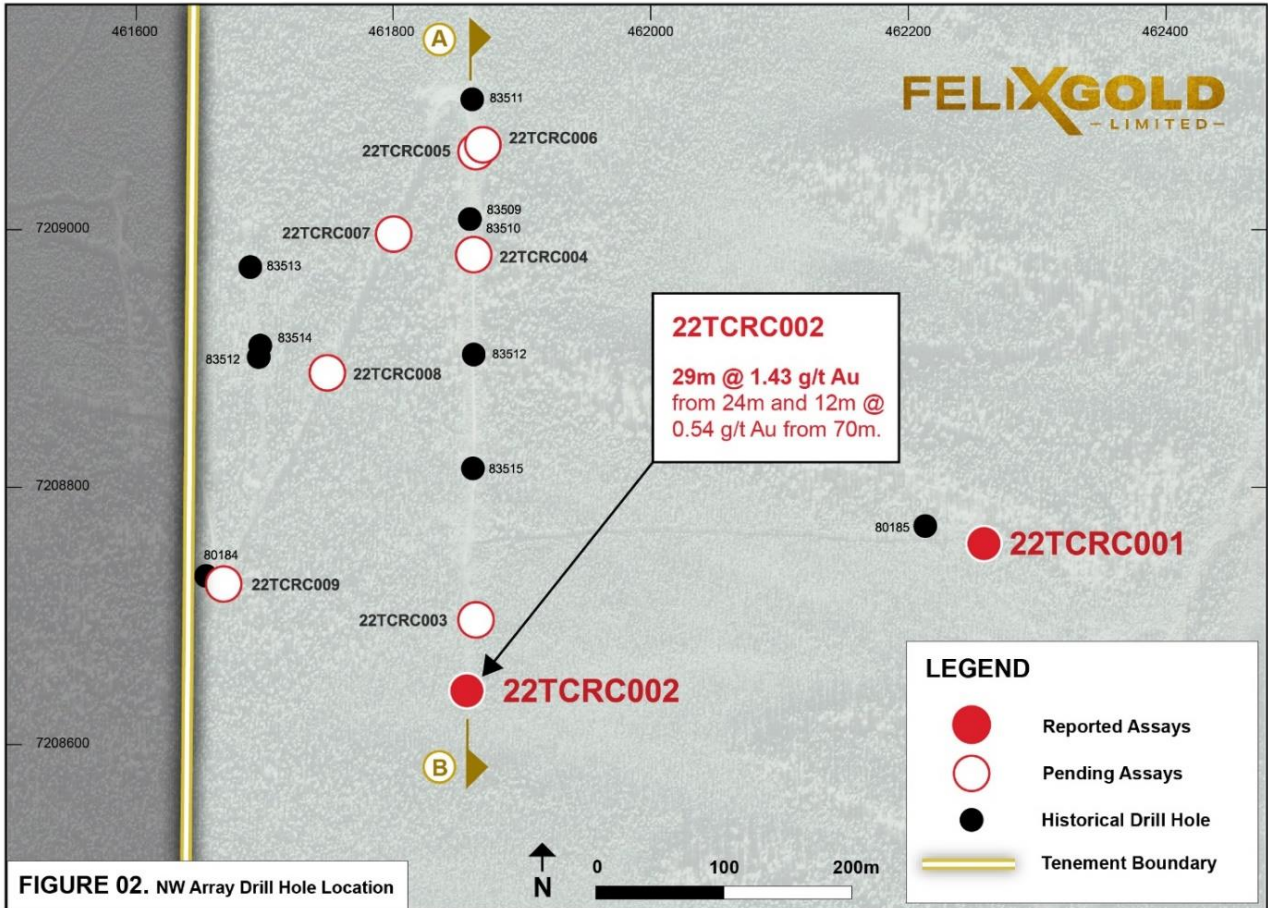 461600
461800
462000
462200
462400
A
FELIXGOLD
LIMITED
83511
22TCRC006
22TCRC005
83509
83510
7209000
22TCRC007
22TCRC004
83513
83514
83512
83512
22TCRC008
22TCRC002
29m @ 1.43 g/t Au
from 24m and 12m @
0.54 g/t Au from 70m.
83515
7208800
80185
22TCRC001
80184
22TCRC009
22TCRC003
22TCRC002
7208600
B
LEGEND
Reported Assays
Pending Assays
Historical Drill Hole
Tenement Boundary
N
0 100 200m
FIGURE 02. NW Array Drill Hole Location